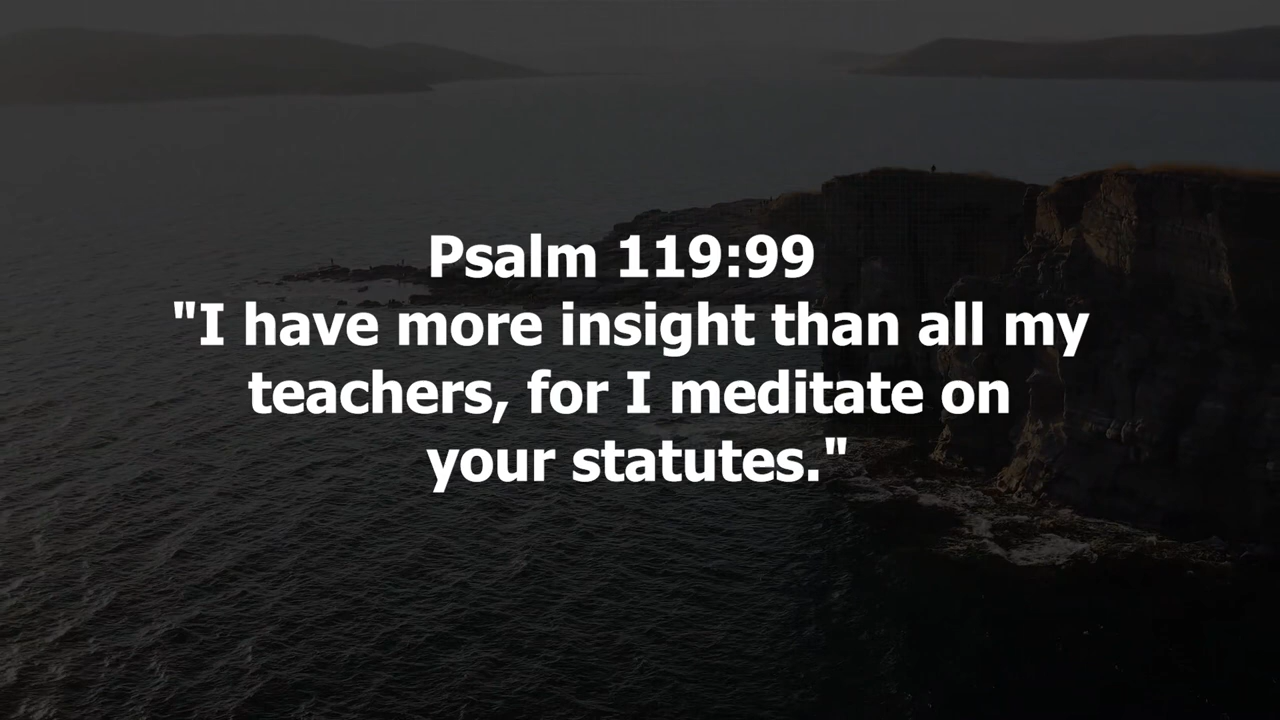 Psalm 119:99
"I have more insight than all my
teachers, for I meditate on
your statutes."